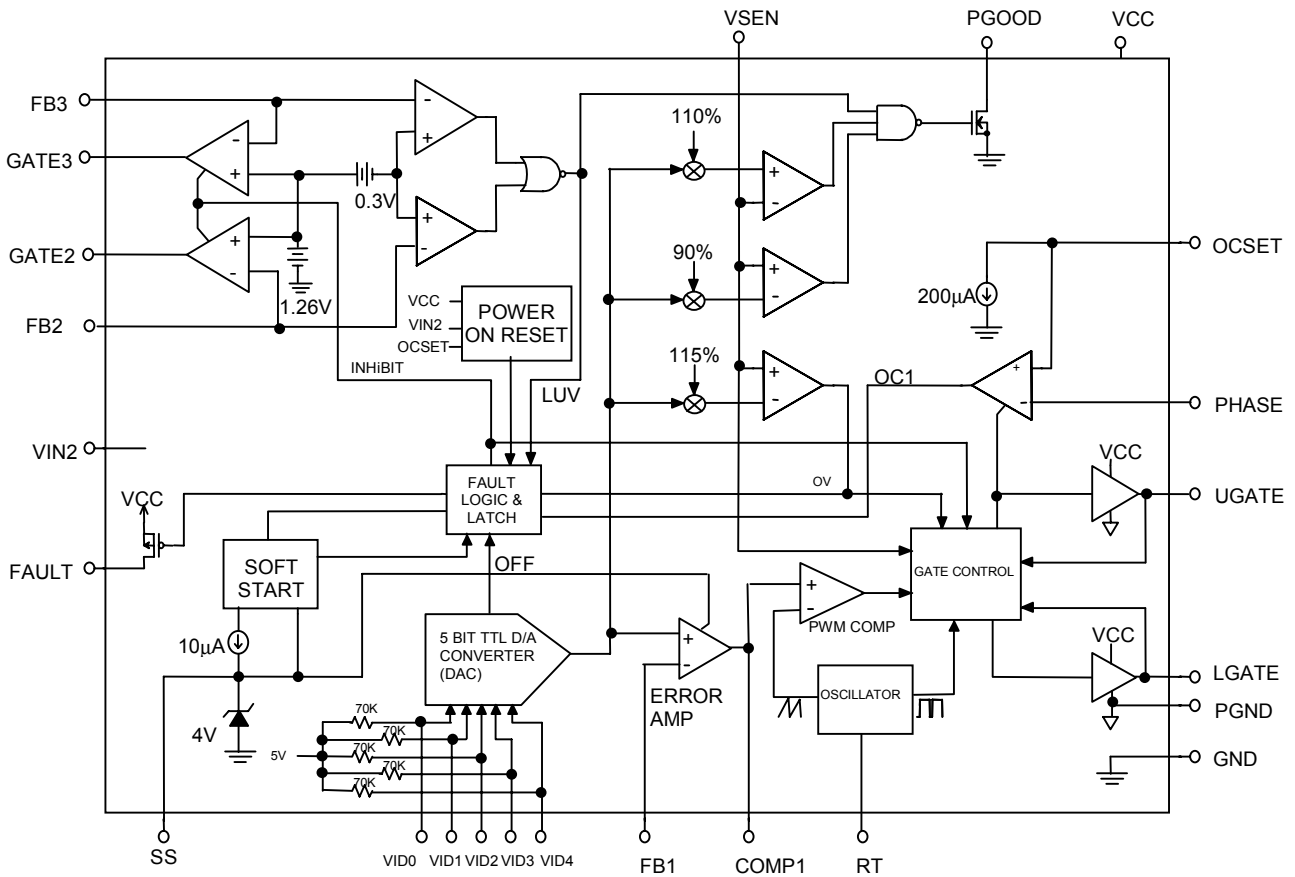 VSEN
PGOOD
VCC
FB3
GATE3
GATE2
FB2
VIN2
VCC
FAULT
-
+
+
-
-
+
+
-
0.3V
1.26V
VCC
VIN2
OCSET
POWER
ON RESET
INHiBIT
LUV
110%
90%
115%
+
-
+
-
+
-
200µA
OCSET
OC1
+
-
PHASE
VCC
UGATE
FAULT
LOGIC &
LATCH
OV
SOFT
START
OFF
10µA
4V
5 BIT TTL D/A
CONVERTER
(DAC)
+
-
ERROR
AMP
+
-
PWM COMP
GATE CONTROL
OSCILLATOR
VCC
LGATE
PGND
GND
70K
70K
5V
70K
70K
70K
SS
VID0
VID1
VID2
VID3
VID4
FB1
COMP1
RT